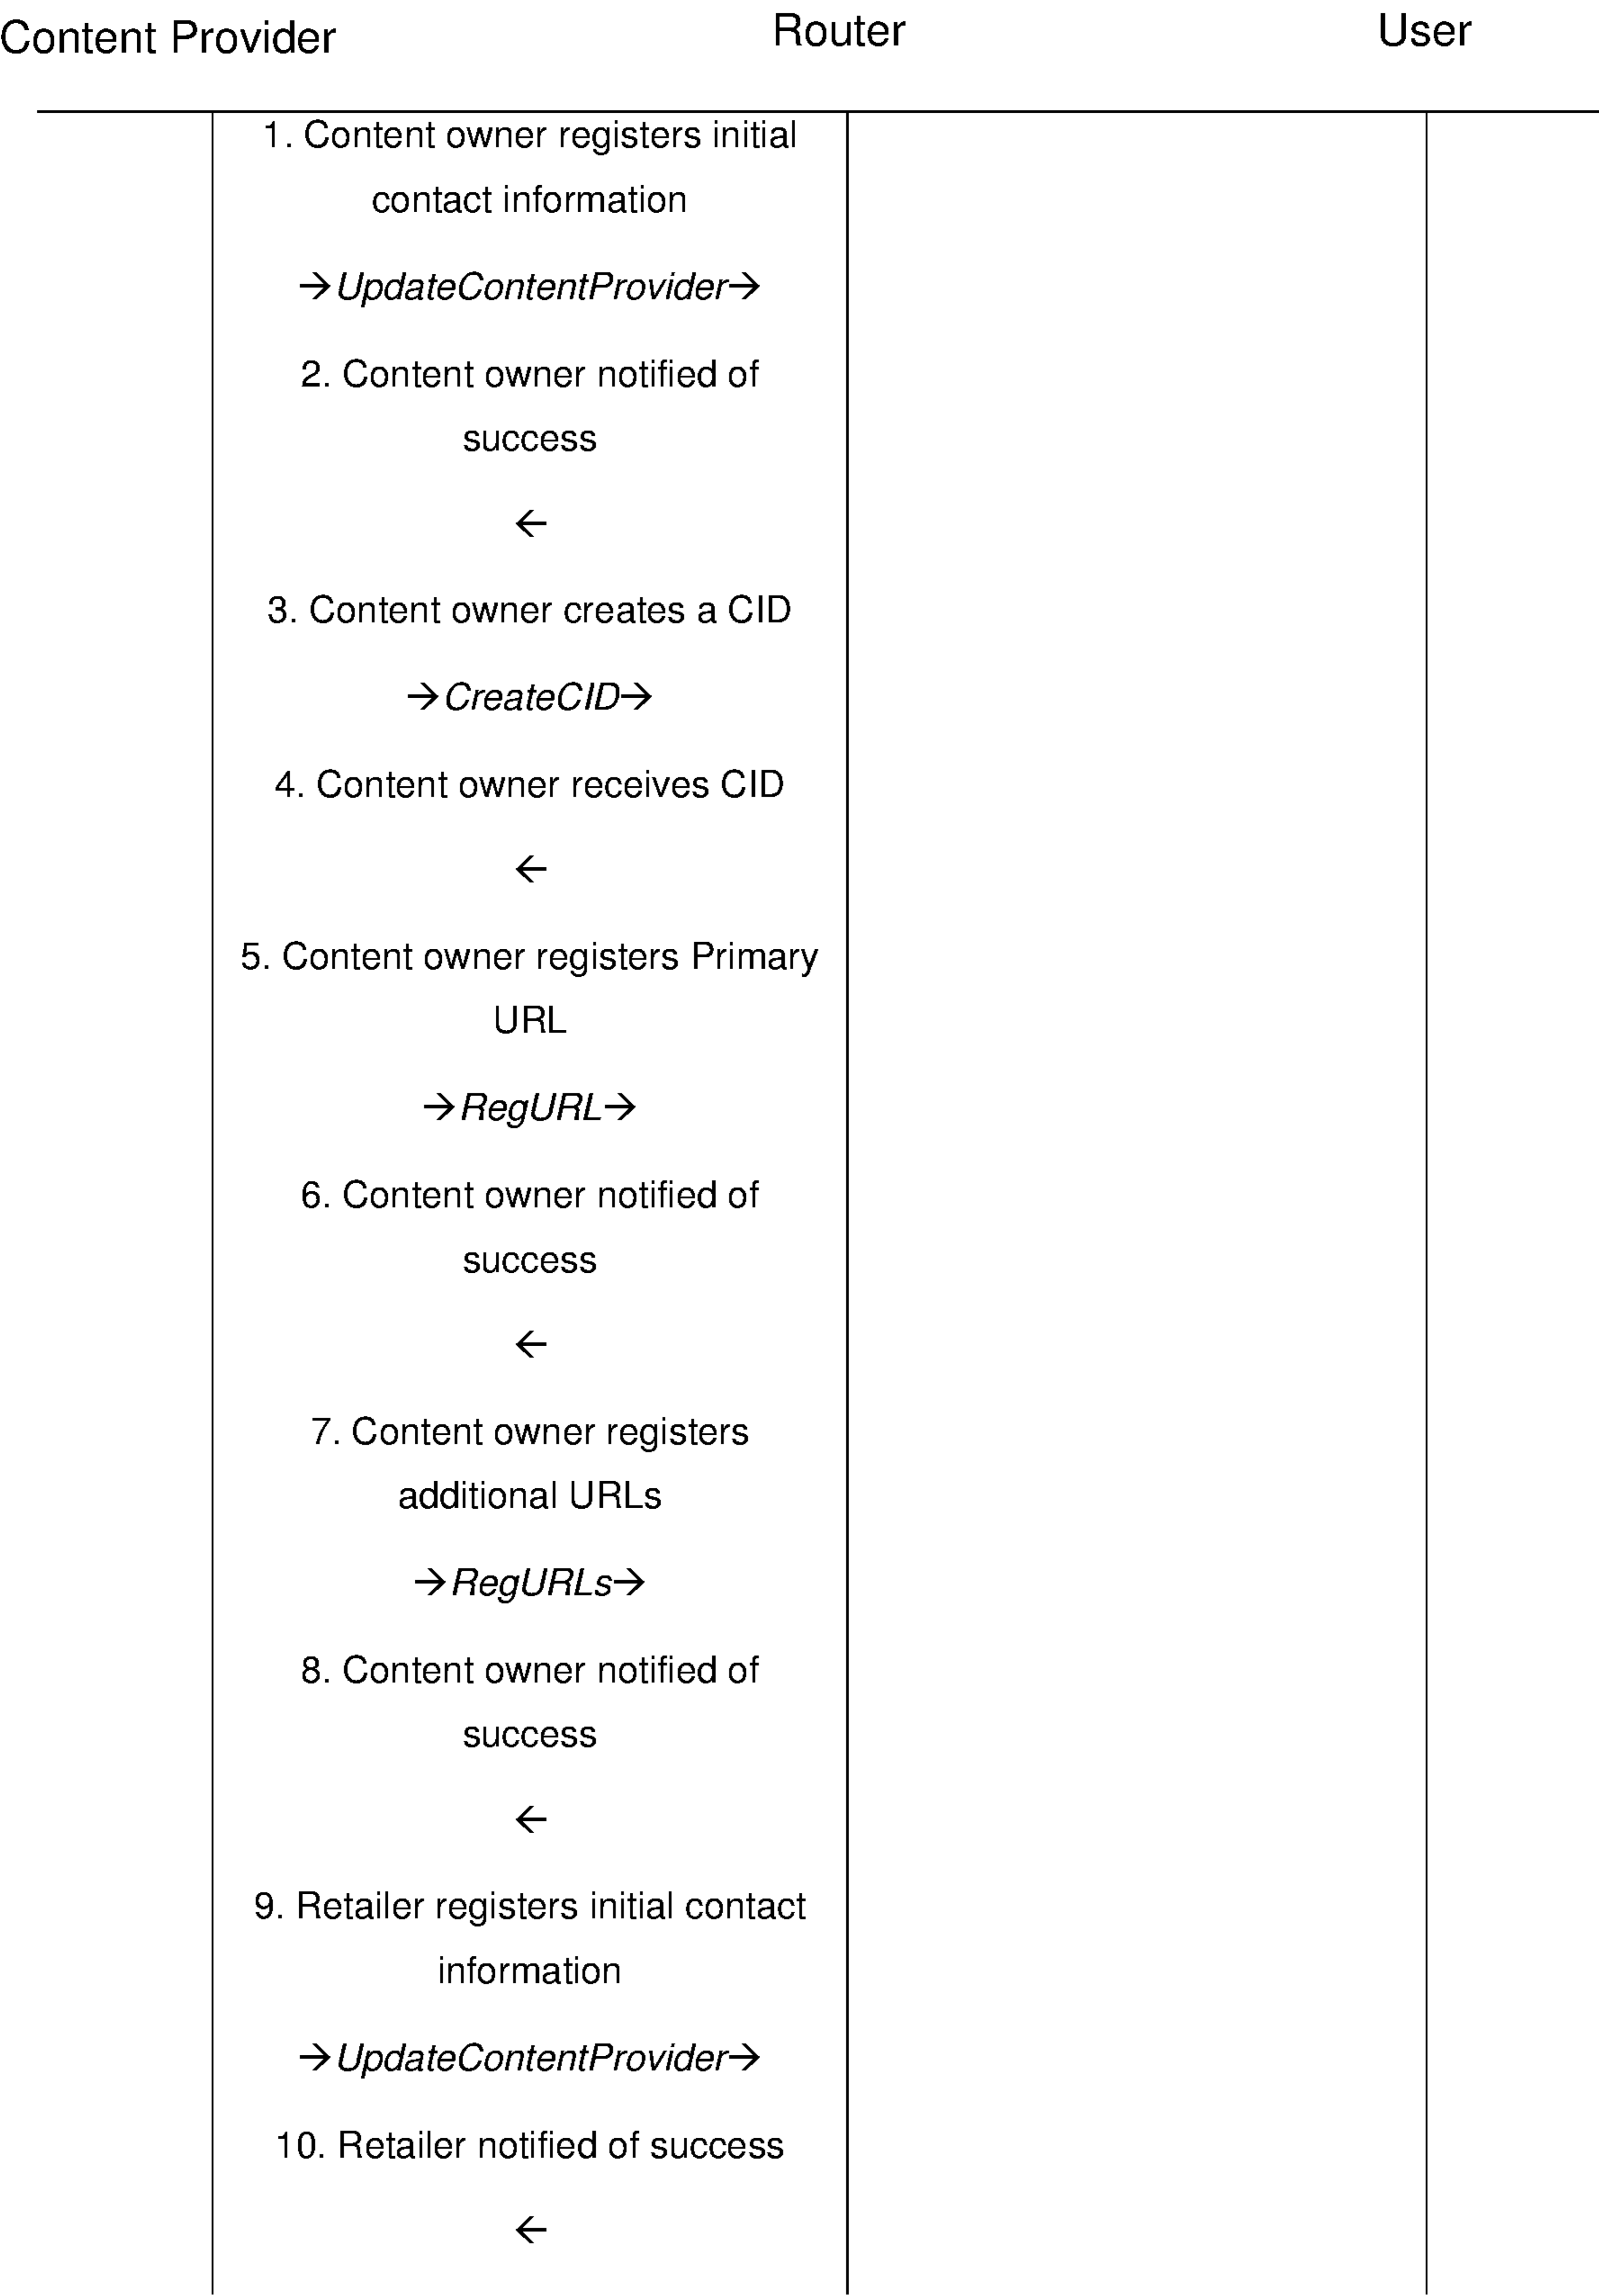 Content Provider Router User
1. Content owner registers initial
contact information
→UpdateContentProvider→
2. Content owner notified of
success
←
3. Content owner creates a CID
→CreateCID→
4. Content owner receives CID
←
5. Content owner registers Primary
URL
→RegURL→
6. Content owner notified of
success
←
7. Content owner registers
additional URLs
→RegURLs→
8. Content owner notified of
success
←
9. Retailer registers initial contact
information
→UpdateContentProvider→
10. Retailer notified of success
←